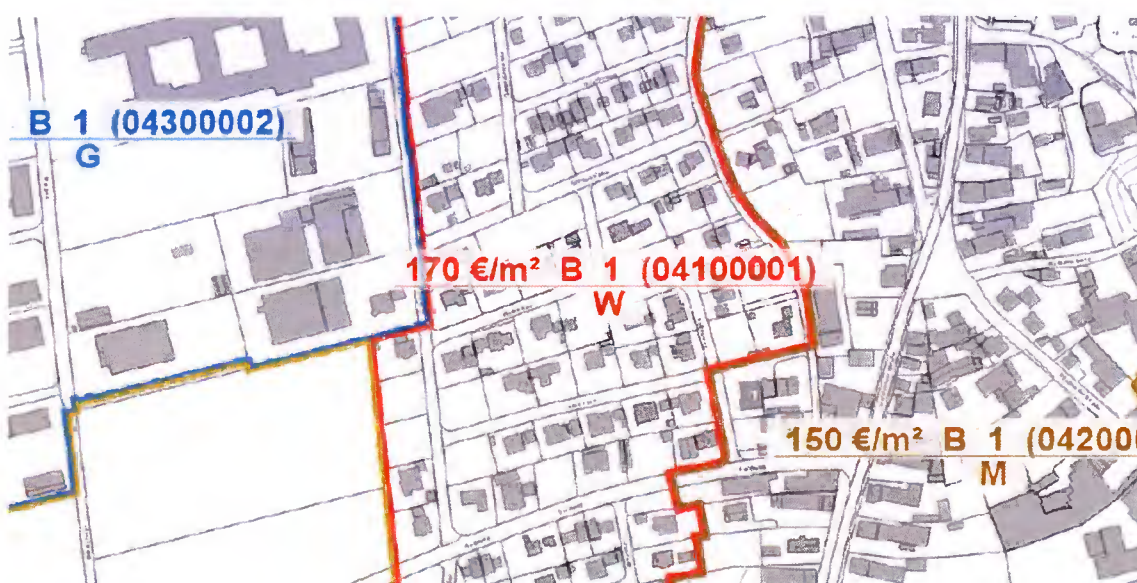 B 1 (04300002)
G
170 €/m² B 1 (04100001)
W
150 €/m² B 1 (04200
M